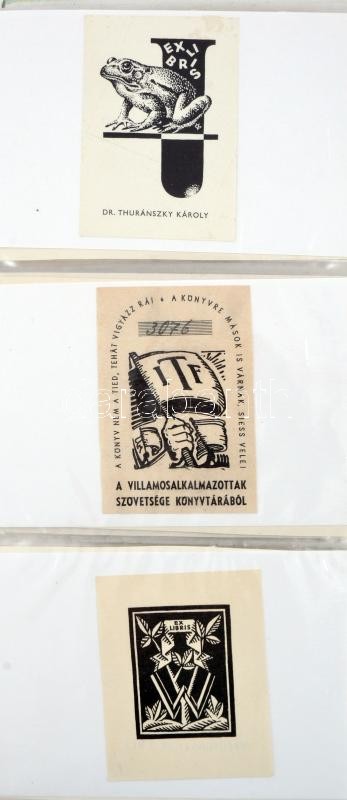 EX LIBRIS
DR. THURÁNSZKY KÁROLY
A KÖNYV NEM A TIED, TEHÁT VIGYÁZZ RÁ! • A KÖNYVRE MÁSOK IS VÁRNAK, SIESS VELE!
3076
ITF
A VILLAMOSALKALMAZOTTAK
SZÖVETSÉGE KÖNYVTÁRÁBÓL
EX
LIBRIS
W